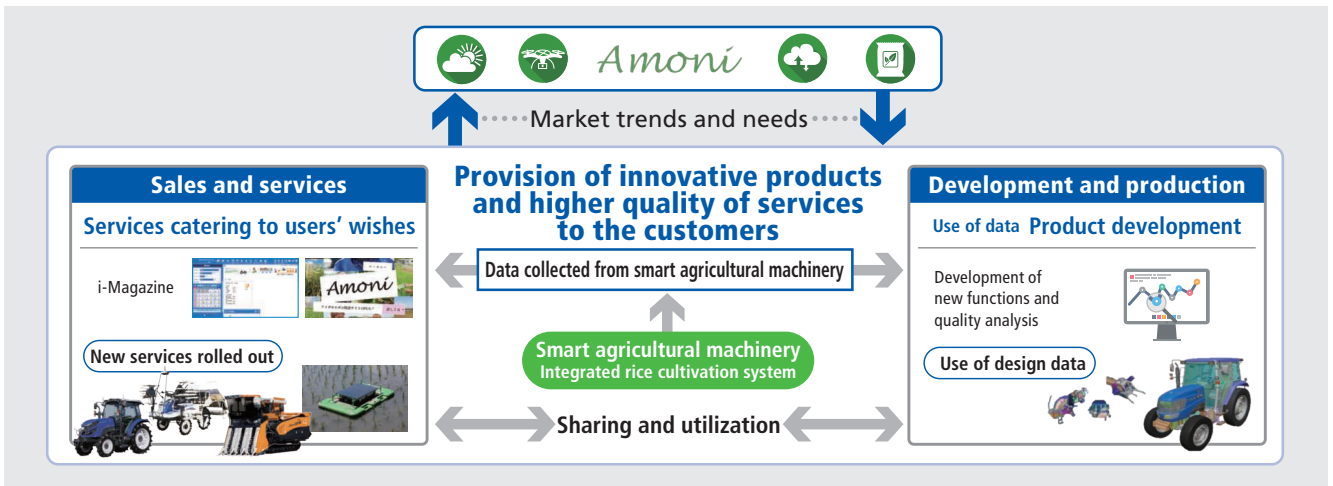 Amoni
Market trends and needs
Sales and services
Services catering to users’ wishes
i-Magazine
Amoni
New services rolled out
Provision of innovative products
and higher quality of services
to the customers
Data collected from smart agricultural machinery
Smart agricultural machinery
Integrated rice cultivation system
Sharing and utilization
Development and production
Use of data Product development
Development of
new functions and
quality analysis
Use of design data